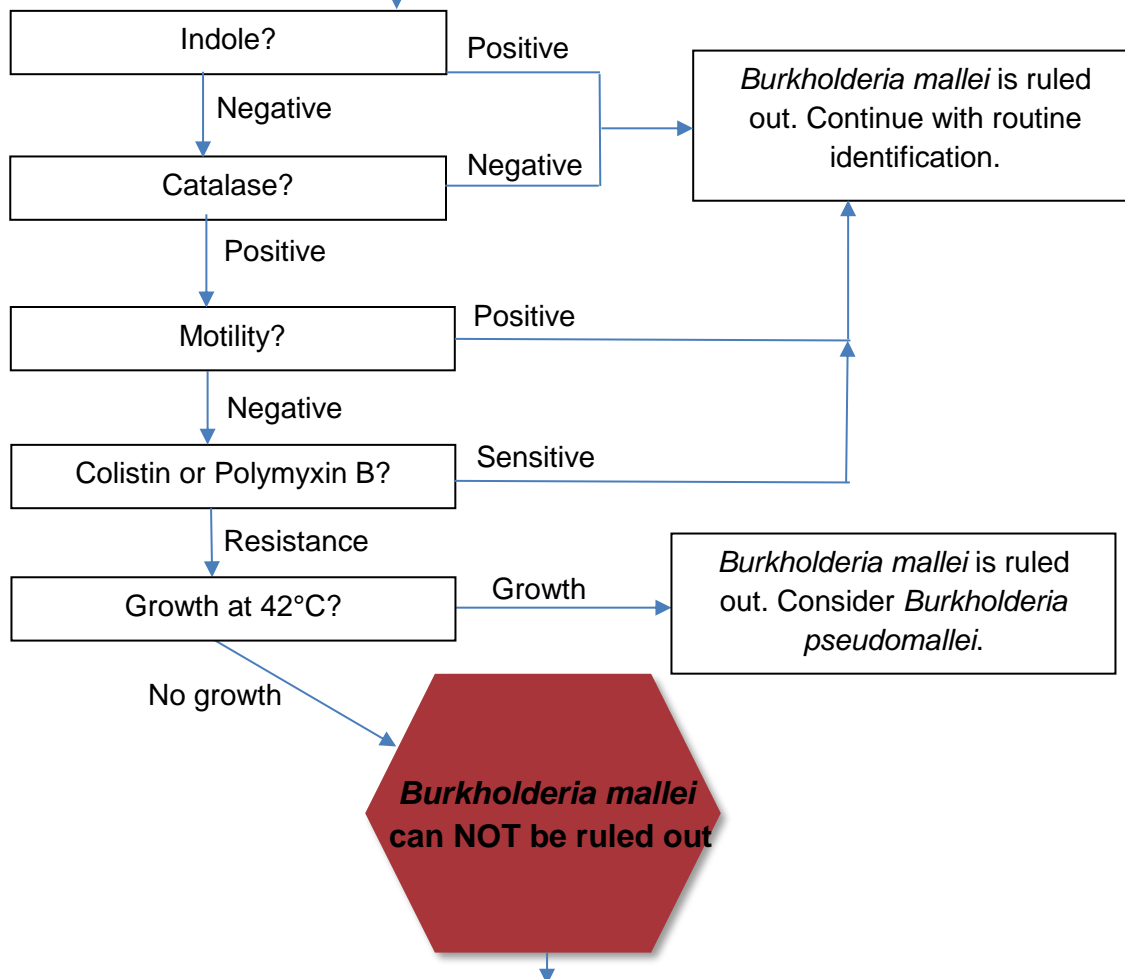 Indole?
Positive
Burkholderia mallei is ruled
out. Continue with routine
identification.
Negative
Catalase?
Negative
Positive
Motility?
Positive
Negative
Colistin or Polymyxin B?
Sensitive
Resistance
Growth at 42°C?
Growth
Burkholderia mallei is ruled
out. Consider Burkholderia
pseudomallei.
No growth
Burkholderia mallei
can NOT be ruled out